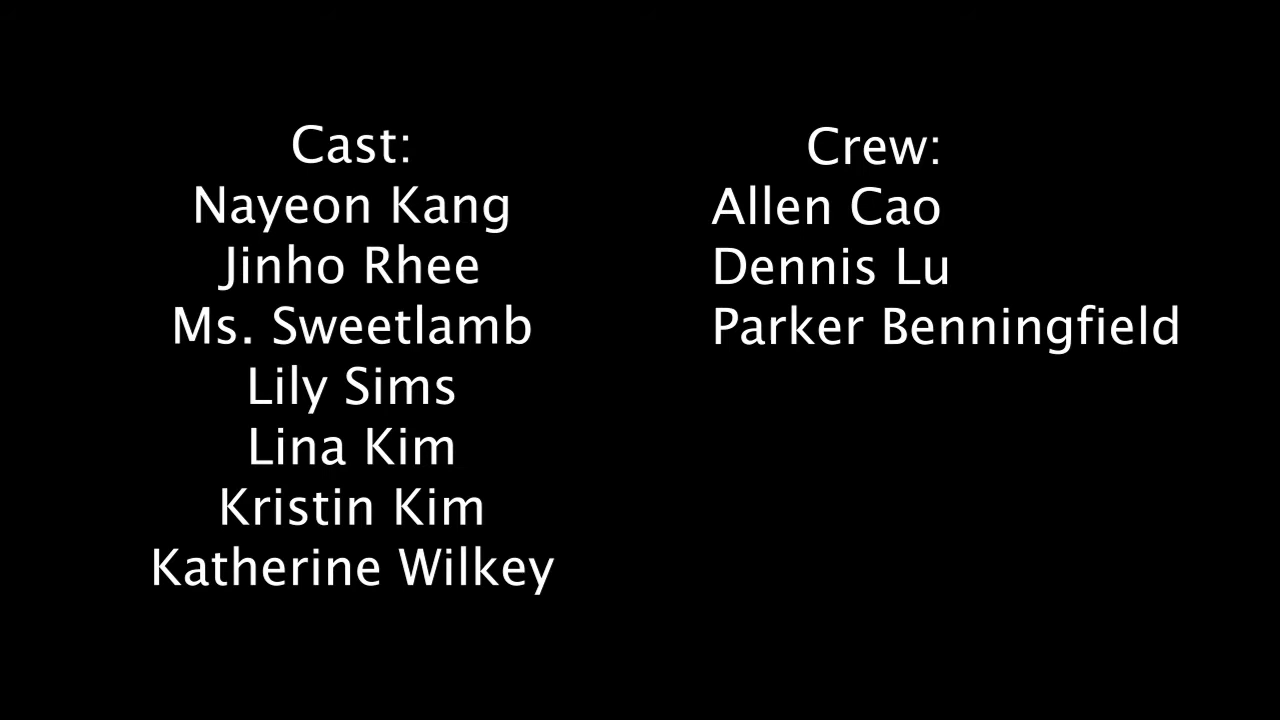 Cast:
Nayeon Kang
Jinho Rhee
Ms. Sweetlamb
Lily Sims
Lina Kim
Kristin Kim
Katherine Wilkey
Crew:
Allen Cao
Dennis Lu
Parker Benningfield